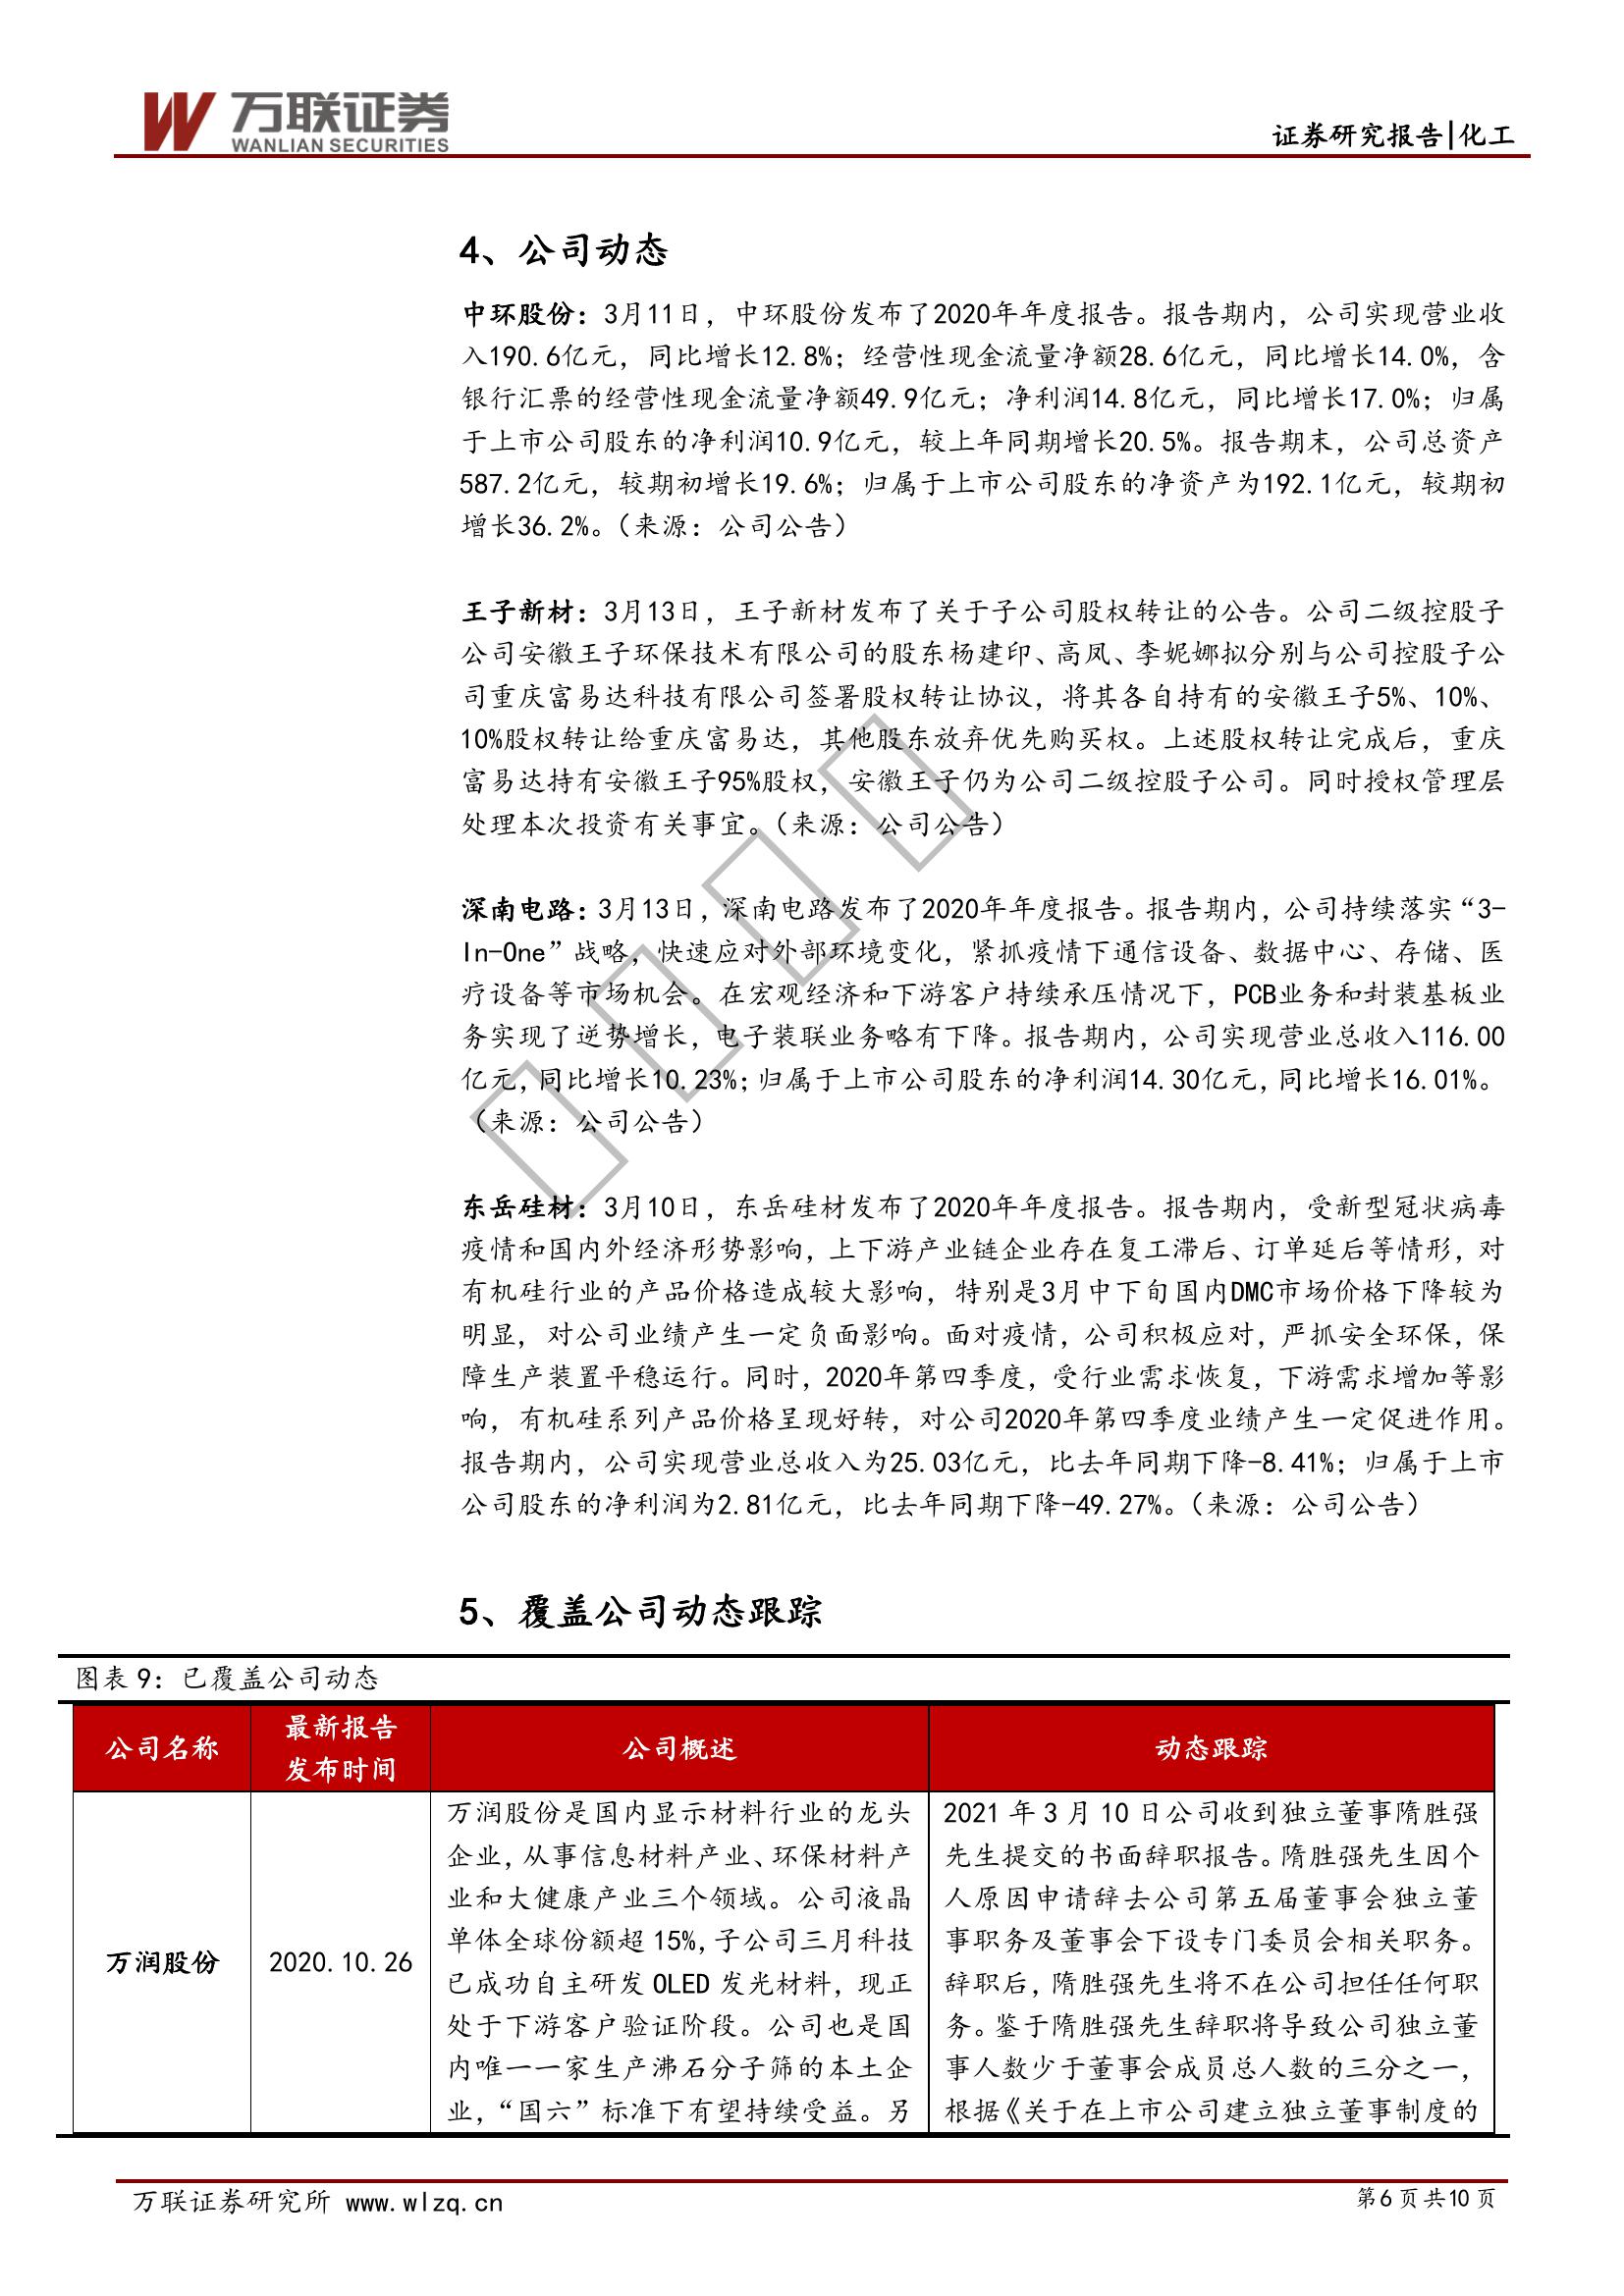 万联证券
WANLIAN SECURITIES
证券研究报告|化工
4、公司动态
中环股份：3月11日，中环股份发布了2020年年度报告。报告期内，公司实现营业收
入190.6亿元，同比增长12.8%；经营性现金流量净额28.6亿元，同比增长14.0%，含
银行汇票的经营性现金流量净额49.9亿元；净利润14.8亿元，同比增长17.0%；归属
于上市公司股东的净利润10.9亿元，较上年同期增长20.5%。报告期末，公司总资产
587.2亿元，较期初增长19.6%；归属于上市公司股东的净资产为192.1亿元，较期初
增长36.2%。（来源：公司公告）
王子新材：3月13日，王子新材发布了关于子公司股权转让的公告。公司二级控股子
公司安徽王子环保技术有限公司的股东杨建印、高凤、李妮娜拟分别与公司控股子公
司重庆富易达科技有限公司签署股权转让协议，将其各自持有的安徽王子5%、10%、
10%股权转让给重庆富易达，其他股东放弃优先购买权。上述股权转让完成后，重庆
富易达持有安徽王子95%股权，安徽王子仍为公司二级控股子公司。同时授权管理层
处理本次投资有关事宜。（来源：公司公告）
深南电路：3月13日，深南电路发布了2020年年度报告。报告期内，公司持续落实“3-
In-One”战略，快速应对外部环境变化，紧抓疫情下通信设备、数据中心、存储、医
疗设备等市场机会。在宏观经济和下游客户持续承压情况下，PCB业务和封装基板业
务实现了逆势增长，电子装联业务略有下降。报告期内，公司实现营业总收入116.00
亿元，同比增长10.23%；归属于上市公司股东的净利润14.30亿元，同比增长16.01%。
（来源：公司公告）
东岳硅材：3月10日，东岳硅材发布了2020年年度报告。报告期内，受新型冠状病毒
疫情和国内外经济形势影响，上下游产业链企业存在复工滞后、订单延后等情形，对
有机硅行业的产品价格造成较大影响，特别是3月中下旬国内DMC市场价格下降较为
明显，对公司业绩产生一定负面影响。面对疫情，公司积极应对，严抓安全环保，保
障生产装置平稳运行。同时，2020年第四季度，受行业需求恢复，下游需求增加等影
响，有机硅系列产品价格呈现好转，对公司2020年第四季度业绩产生一定促进作用。
报告期内，公司实现营业总收入为25.03亿元，比去年同期下降-8.41%；归属于上市
公司股东的净利润为2.81亿元，比去年同期下降-49.27%。（来源：公司公告）
5、覆盖公司动态跟踪
图表 9：已覆盖公司动态
公司名称
最新报告
发布时间
公司概述
动态跟踪
万润股份
2020.10.26
万润股份是国内显示材料行业的龙头
企业，从事信息材料产业、环保材料产
业和大健康产业三个领域。公司液晶
单体全球份额超 15%，子公司三月科技
已成功自主研发 OLED 发光材料，现正
处于下游客户验证阶段。公司也是国
内唯一一家生产沸石分子筛的本土企
业，“国六”标准下有望持续受益。另
2021 年 3 月 10 日公司收到独立董事隋胜强
先生提交的书面辞职报告。隋胜强先生因个
人原因申请辞去公司第五届董事会独立董
事职务及董事会下设专门委员会相关职务。
辞职后，隋胜强先生将不在公司担任任何职
务。鉴于隋胜强先生辞职将导致公司独立董
事人数少于董事会成员总人数的三分之一，
根据《关于在上市公司建立独立董事制度的
万联证券研究所 www.wlzq.cn
第 6 页 共 10 页